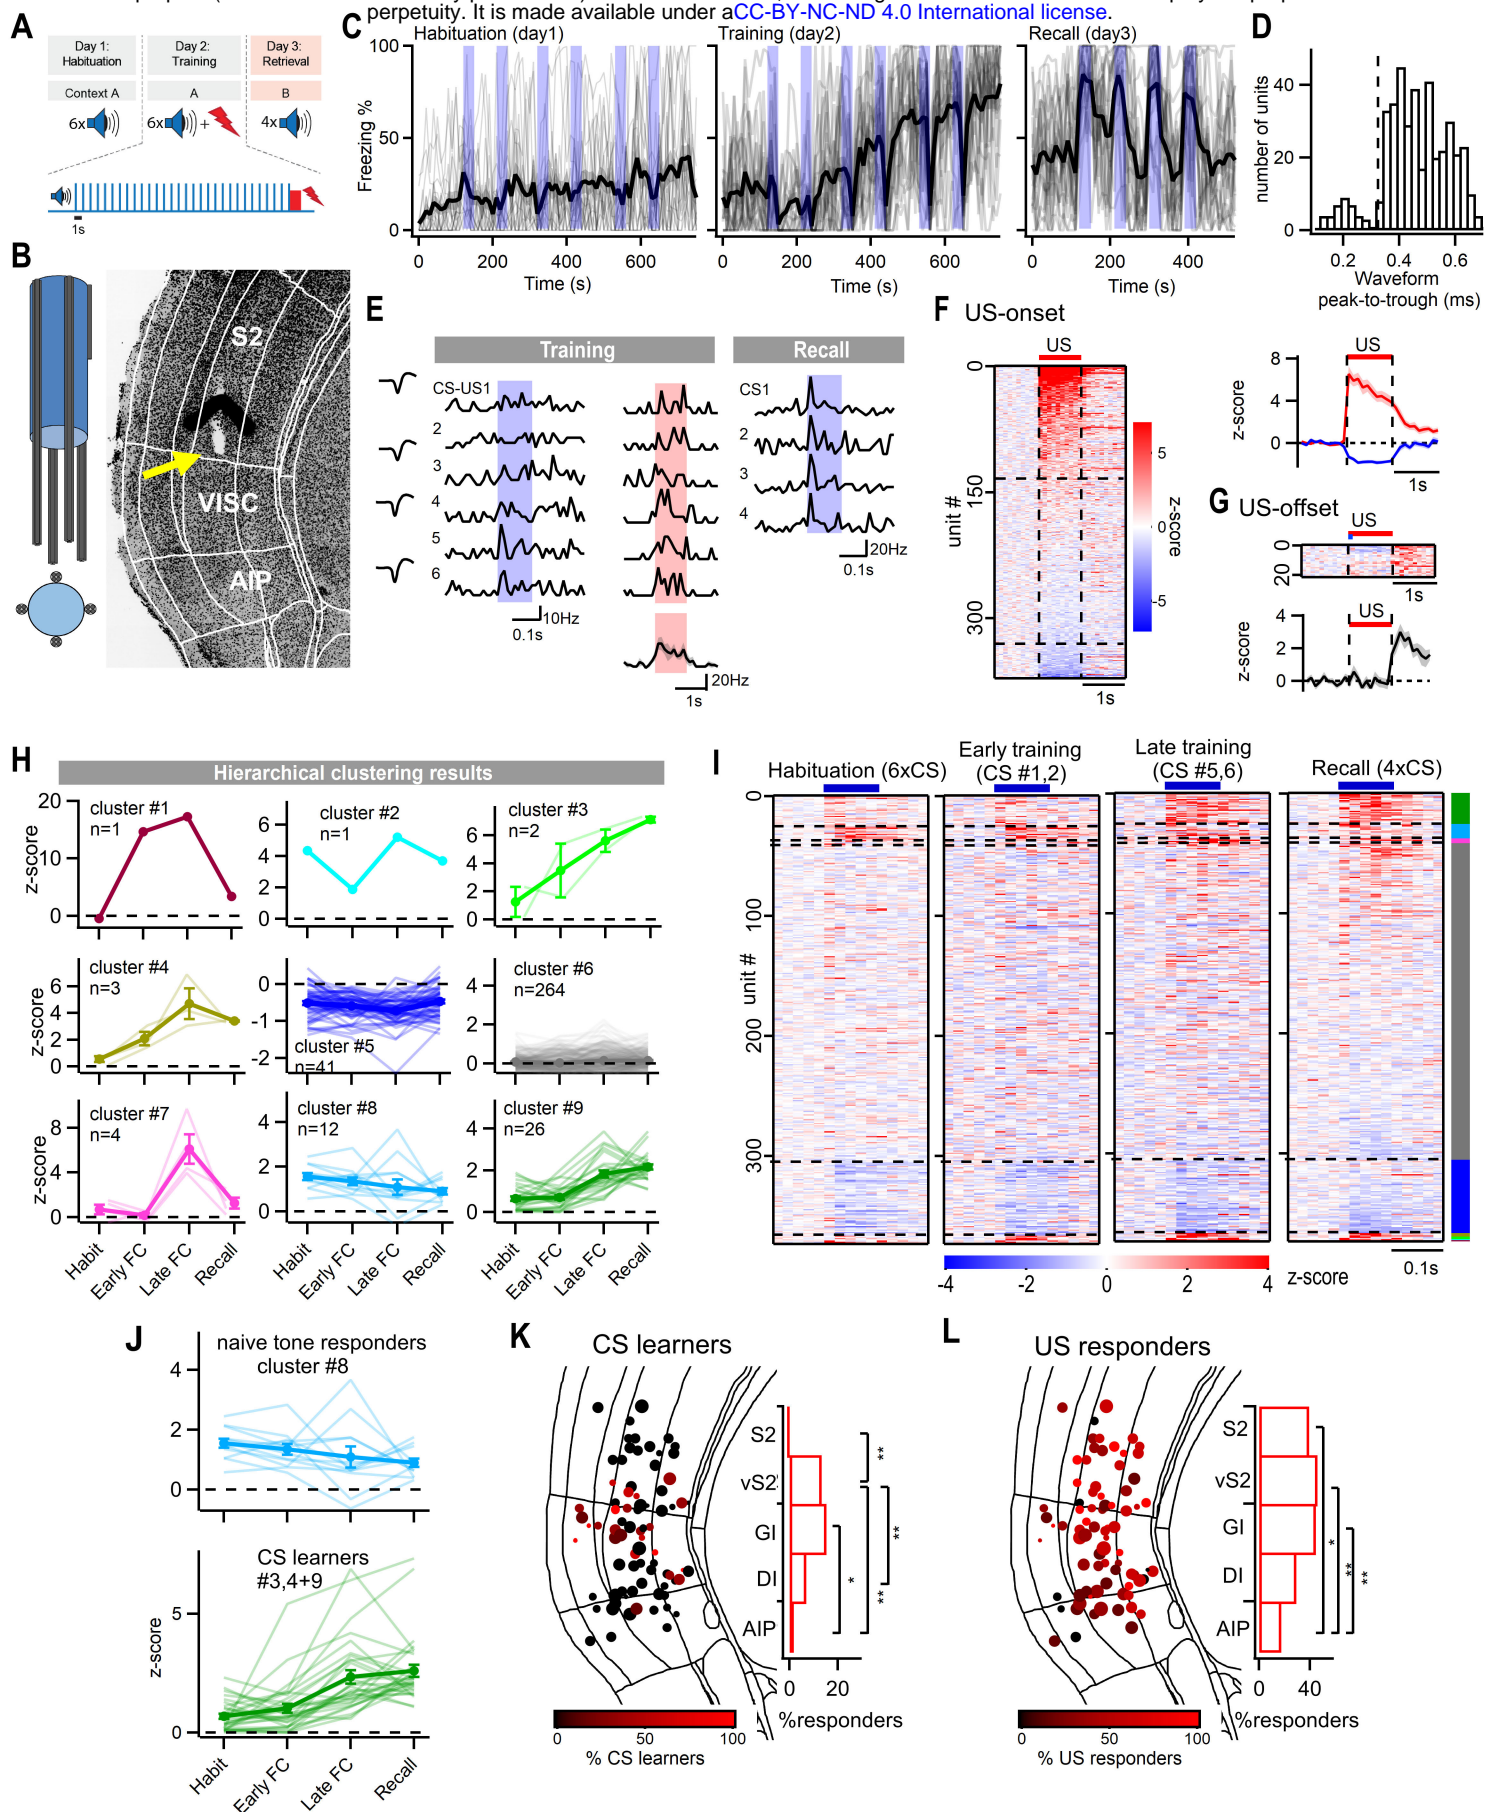 perpetuity. It is made available under aCC-BY-NC-ND 4.0 International license.
A
Day 1:
Habituation
Day 2:
Training
Day 3:
Retrieval
Context A
A
B
6x
6x
+
4x
1s
B
S2
VISC
AIP
C
Habituation (day1)
Training (day2)
Recall (day3)
Freezing %
100
50
0
0 200 400 600
Time (s)
0 200 400 600
Time (s)
0 200 400
Time (s)
D
number of units
40
20
0
0.2 0.4 0.6
Waveform
peak-to-trough (ms)
E
Training
Recall
CS-US1
2
3
4
5
6
10Hz
0.1s
20Hz
1s
CS1
2
3
4
20Hz
0.1s
F
US-onset
US
0
150
300
unit #
1s
5
0
-5
z-score
US
8
4
0
z-score
1s
G
US-offset
US
0
20
1s
US
4
2
0
z-score
H
Hierarchical clustering results
cluster #1
n=1
20
10
0
z-score
cluster #2
n=1
6
4
2
0
cluster #3
n=2
6
4
2
0
cluster #4
n=3
6
4
2
0
z-score
cluster #5
n=41
0
-1
-2
cluster #6
n=264
4
2
0
cluster #7
n=4
8
4
0
z-score
cluster #8
n=12
4
2
0
cluster #9
n=26
4
2
0
Habit
Early FC
Late FC
Recall
Habit
Early FC
Late FC
Recall
Habit
Early FC
Late FC
Recall
I
Habituation (6xCS)
Early training
(CS #1,2)
Late training
(CS #5,6)
Recall (4xCS)
0
100
200
300
unit #
-4 -2 0 2 4
z-score
0.1s
J
naive tone responders
cluster #8
4
2
0
CS learners
#3,4+9
5
0
z-score
Habit
Early FC
Late FC
Recall
K
CS learners
S2
vS2
GI
DI
AIP
**
**
*
**
0 20
%responders
0 50 100
% CS learners
L
US responders
S2
vS2
GI
DI
AIP
*
**
**
0 40
%responders
0 50 100
% US responders